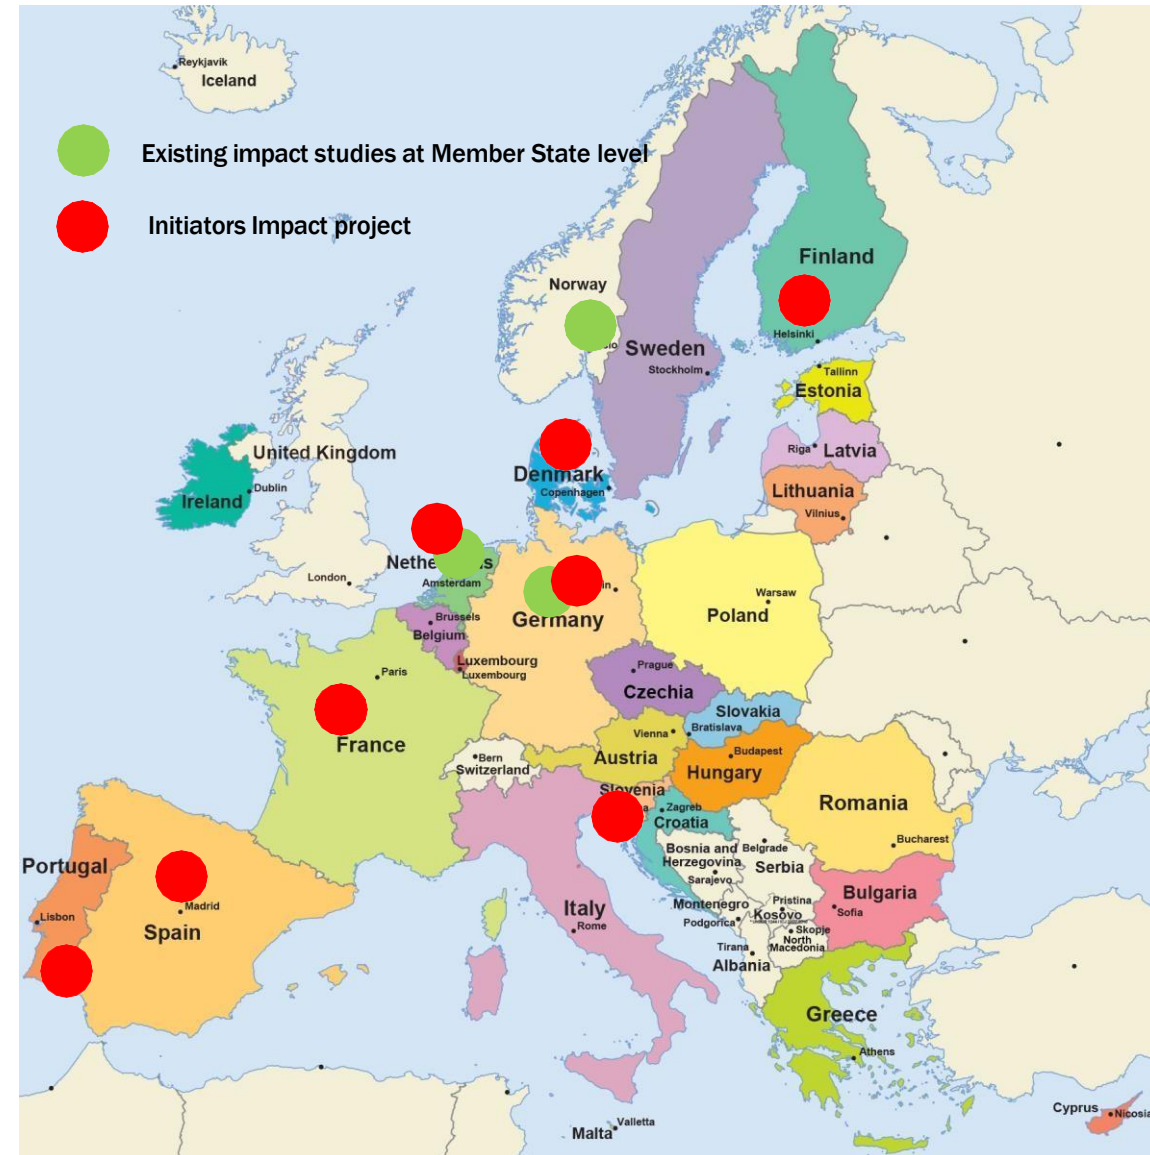 Reykjavik
Iceland
Existing impact studies at Member State level
Initiators Impact project
Finland
Norway
Helsinki
Sweden
Stockholm
Tallinn
Estonia
United Kingdom
Riga
Latvia
Denmark
Copenhagen
Dublin
Ireland
Lithuania
Vilnius
London
Amsterdam
Warsaw
Poland
Germany
Brussels
Belgium
Luxembourg
Luxembourg
Paris
Prague
Czechia
Slovakia
Bratislava
Vienna
France
Bern
Switzerland
Austria
Budapest
Hungary
Slovenia
Zagreb
Croatia
Romania
Bucharest
Bosnia and
Herzegovina
Sarajevo
Belgrade
Serbia
Portugal
Madrid
Lisbon
Spain
Italy
Rome
Montenegro
Podgorica
Pristina
Kosovo
Skopje
North
Macedonia
Bulgaria
Sofia
Tirana
Albania
Greece
Athens
Valletta
Malta
Cyprus
Nicosia